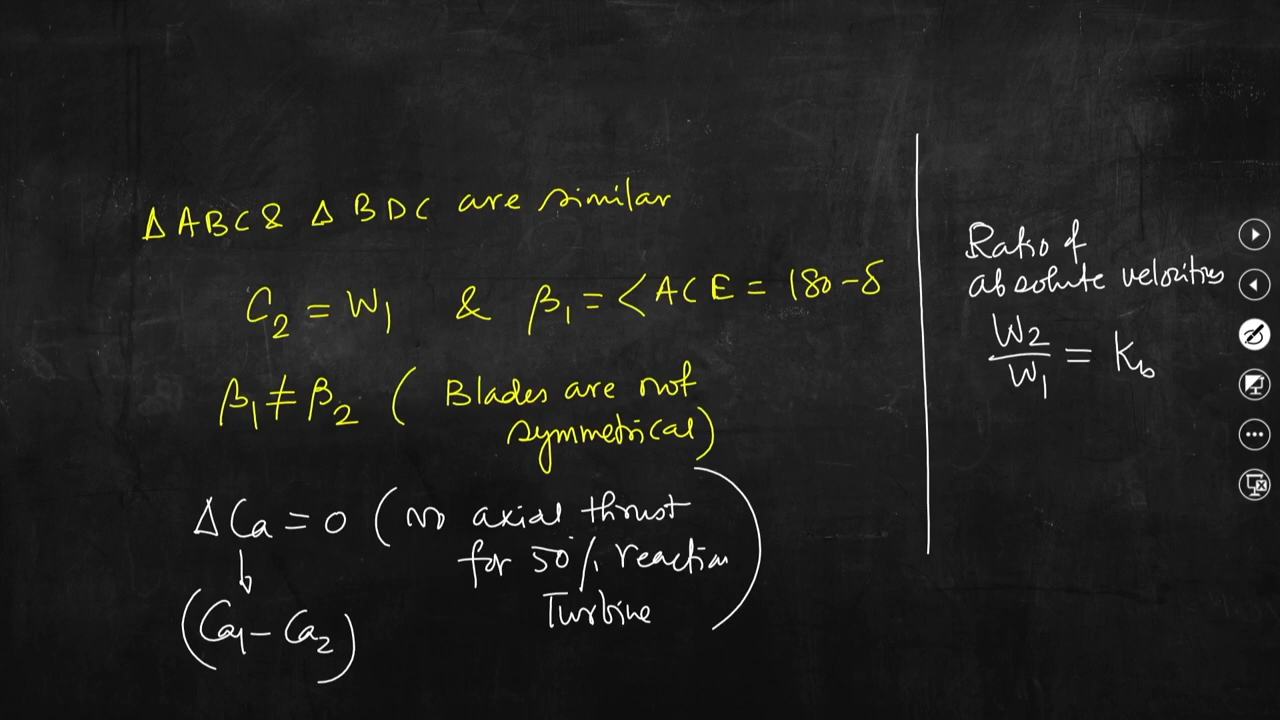 Δ ABC & Δ BDC are similar
C₂ = W₁ & β₁ = <ACE = 180-δ
β₁ ≠ β₂ ( Blades are not
symmetrical)
ΔCa = 0 (no axial thrust
for 50% reaction
Turbine)
(Ca₁ - Ca₂)
Ratio of
absolute velocities
W₂/W₁ = K_b